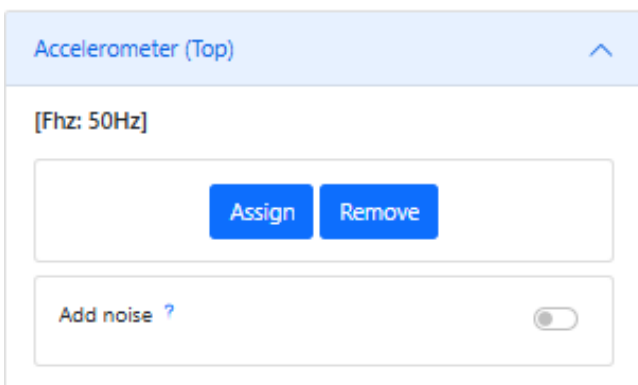 Accelerometer (Top)
[Fhz: 50Hz]
Assign Remove
Add noise ?